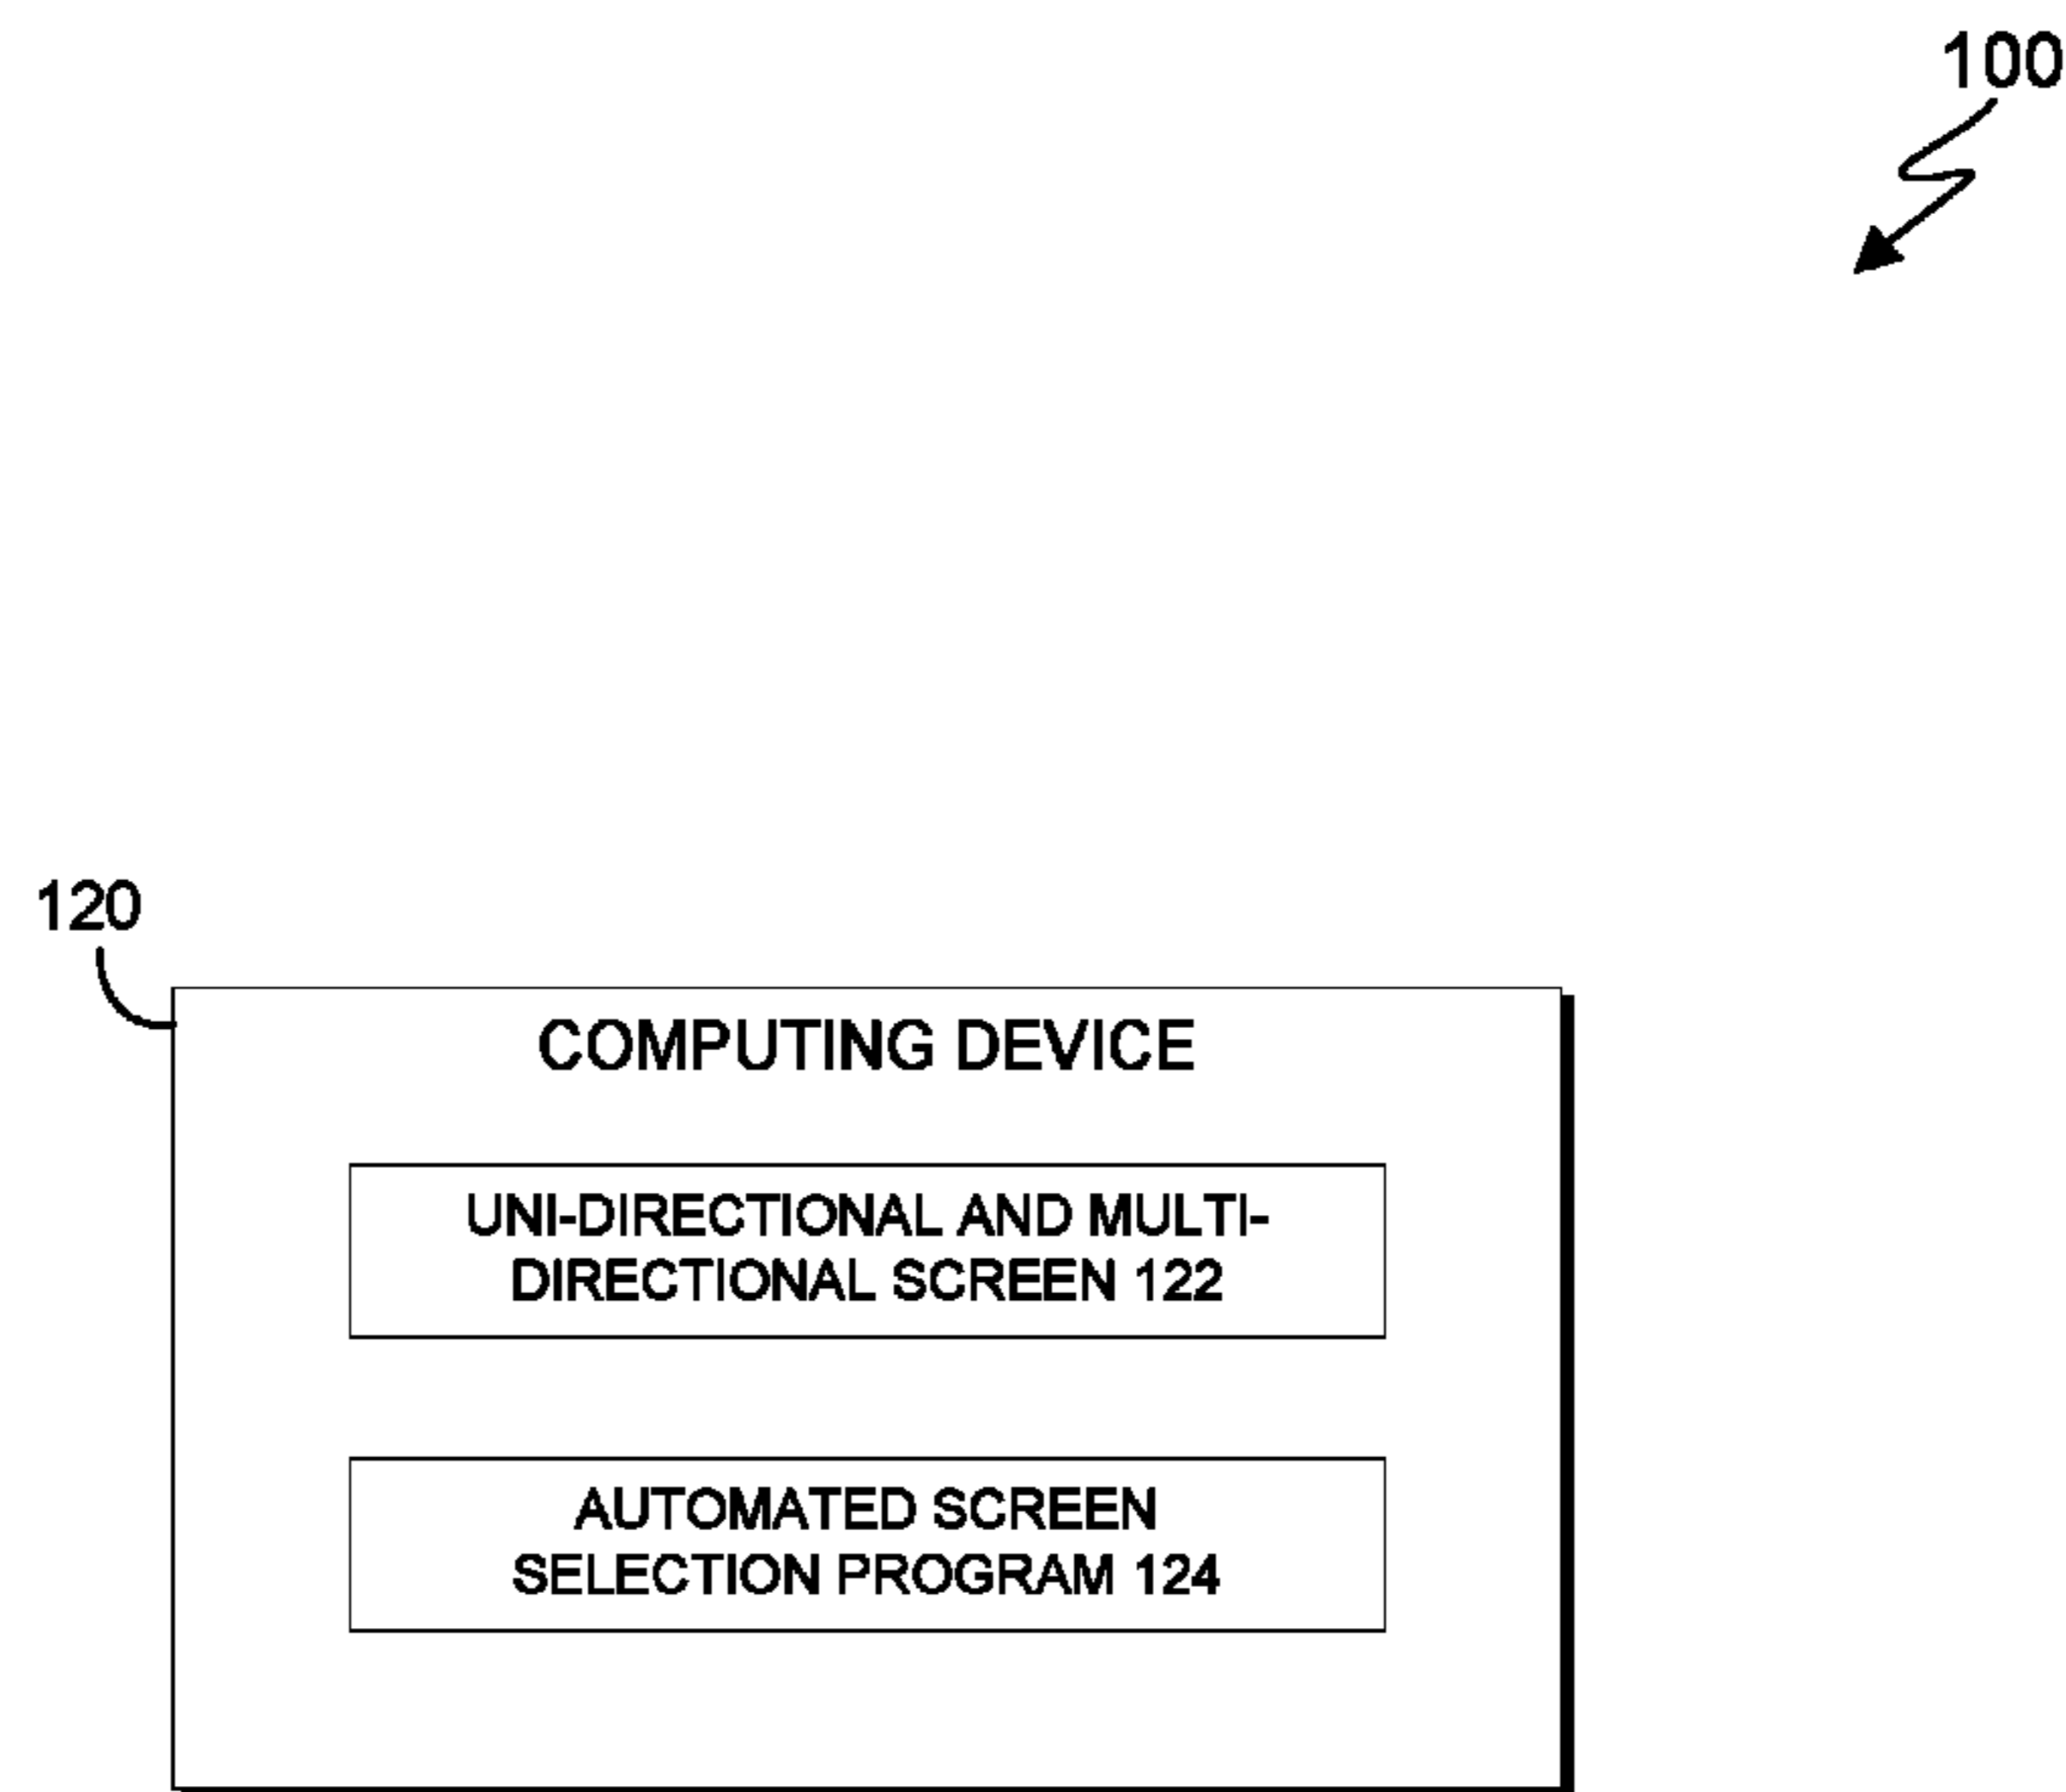 100
120
COMPUTING DEVICE
UNI-DIRECTIONAL AND MULTI-
DIRECTIONAL SCREEN 122
AUTOMATED SCREEN
SELECTION PROGRAM 124